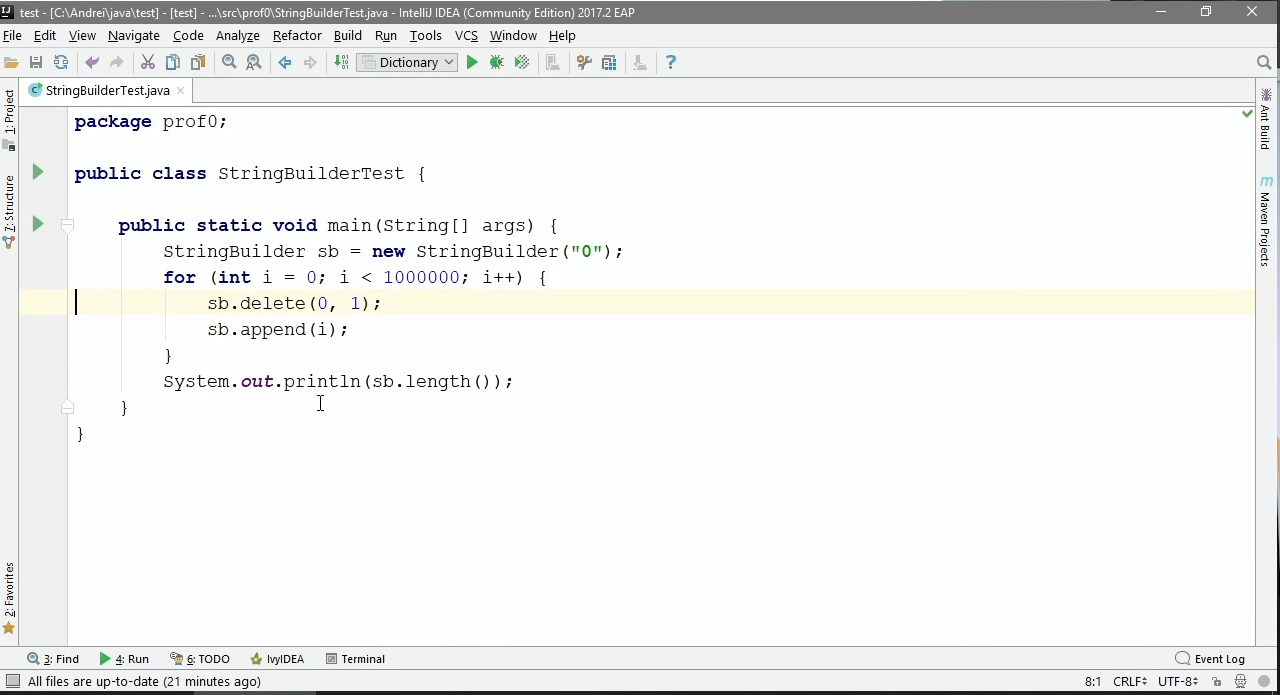 test - [C:\Andrei\java\test] - [test] - ...\src\prof0\StringBuilderTest.java - IntelliJ IDEA (Community Edition) 2017.2 EAP
File Edit View Navigate Code Analyze Refactor Build Run Tools VCS Window Help
Dictionary
StringBuilderTest.java
1: Project
7: Structure
2: Favorites
package prof0;
public class StringBuilderTest {
public static void main(String[] args) {
StringBuilder sb = new StringBuilder("0");
for (int i = 0; i < 1000000; i++) {
sb.delete(0, 1);
sb.append(i);
}
System.out.println(sb.length());
}
}
Ant Build
Maven Projects
3: Find 4: Run 6: TODO IvyIDEA Terminal Event Log
All files are up-to-date (21 minutes ago) 8:1 CRLF UTF-8